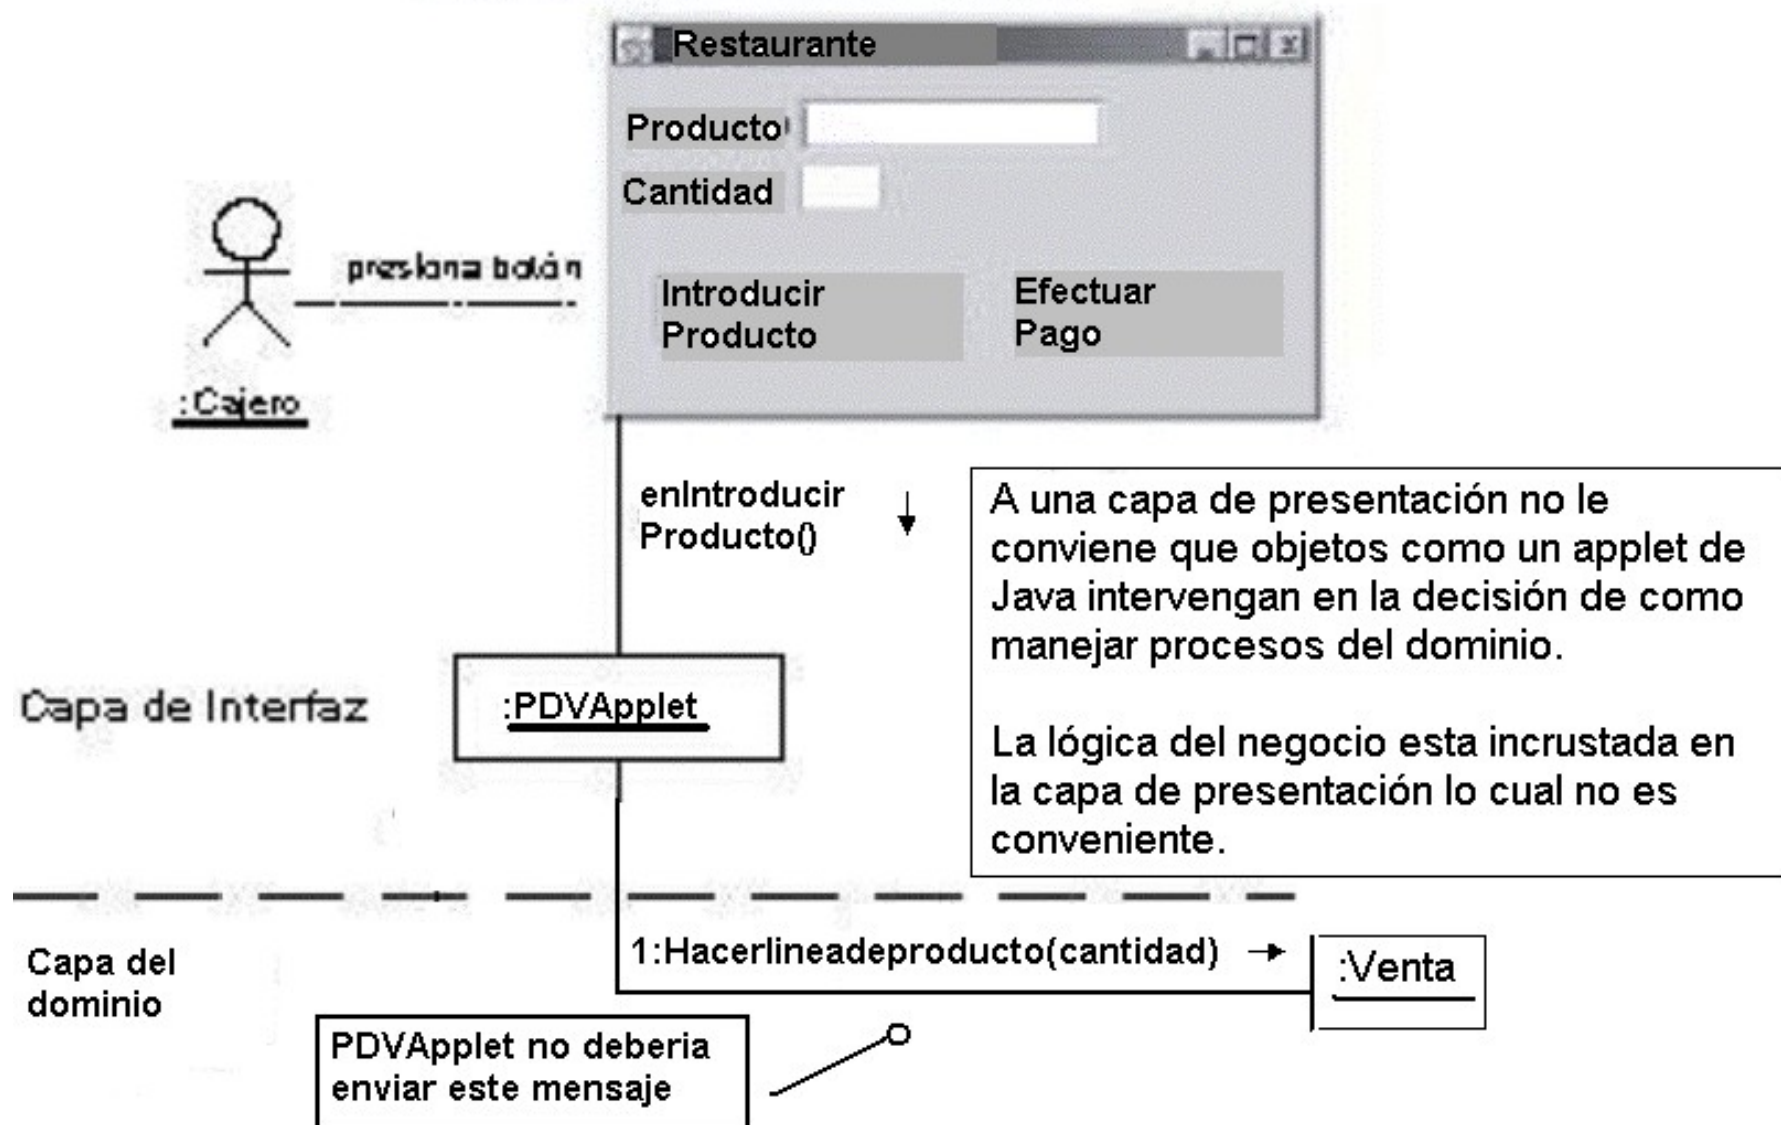 Restaurante
Producto
Cantidad
presiona botón
Introducir
Producto
Efectuar
Pago
:Cajero
enIntroducir
Producto()
A una capa de presentación no le
conviene que objetos como un applet de
Java intervengan en la decisión de como
manejar procesos del dominio.
La lógica del negocio esta incrustada en
la capa de presentación lo cual no es
conveniente.
Capa de Interfaz
:PDVApplet
Capa del
dominio
1:Hacerlineadeproducto(cantidad)
:Venta
PDVApplet no deberia
enviar este mensaje